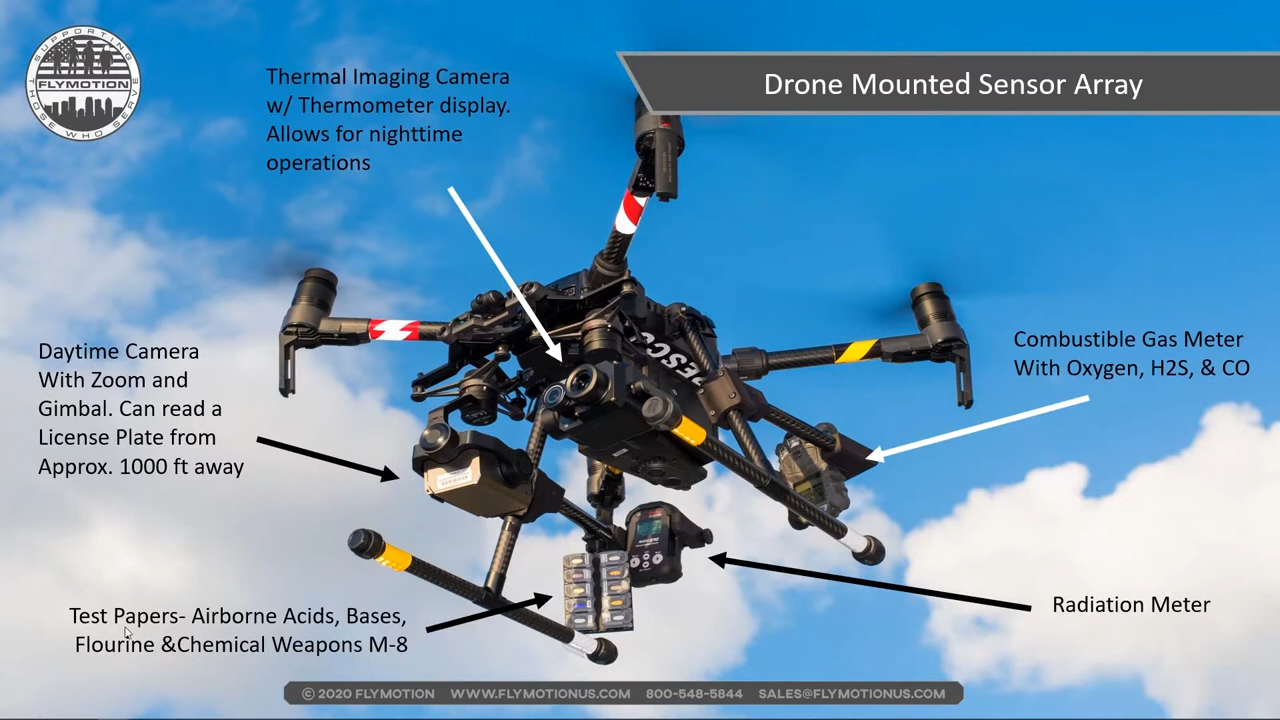 SUPPORTING
FLYMOTION
THOSE WHO SERVE
Drone Mounted Sensor Array
Thermal Imaging Camera
w/ Thermometer display.
Allows for nighttime
operations
Daytime Camera
With Zoom and
Gimbal. Can read a
License Plate from
Approx. 1000 ft away
Combustible Gas Meter
With Oxygen, H2S, & CO
Test Papers- Airborne Acids, Bases,
Flourine &Chemical Weapons M-8
Radiation Meter
© 2020 FLYMOTION WWW.FLYMOTIONUS.COM 800-548-5844 SALES@FLYMOTIONUS.COM